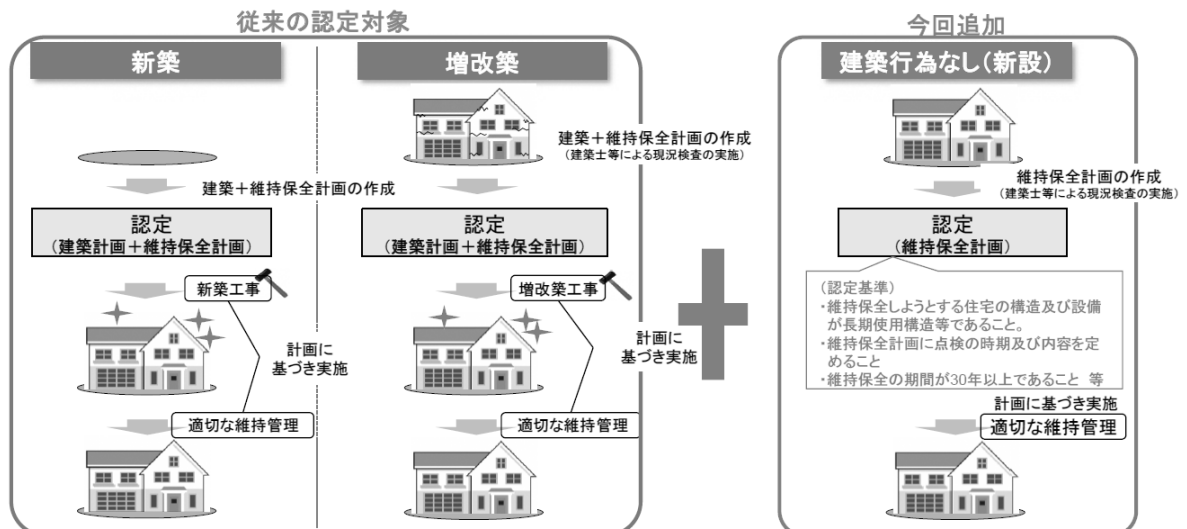 従来の認定対象
新築
建築+維持保全計画の作成
認定
(建築計画+維持保全計画)
新築工事
計画に
基づき実施
適切な維持管理
増改築
建築+維持保全計画の作成
(建築士等による現況検査の実施)
認定
(建築計画+維持保全計画)
増改築工事
計画に
基づき実施
適切な維持管理
今回追加
建築行為なし(新設)
維持保全計画の作成
(建築士等による現況検査の実施)
認定
(維持保全計画)
(認定基準)
・維持保全しようとする住宅の構造及び設備
が長期使用構造等であること。
・維持保全計画に点検の時期及び内容を定
めること
・維持保全の期間が30年以上であること 等
計画に基づき実施
適切な維持管理